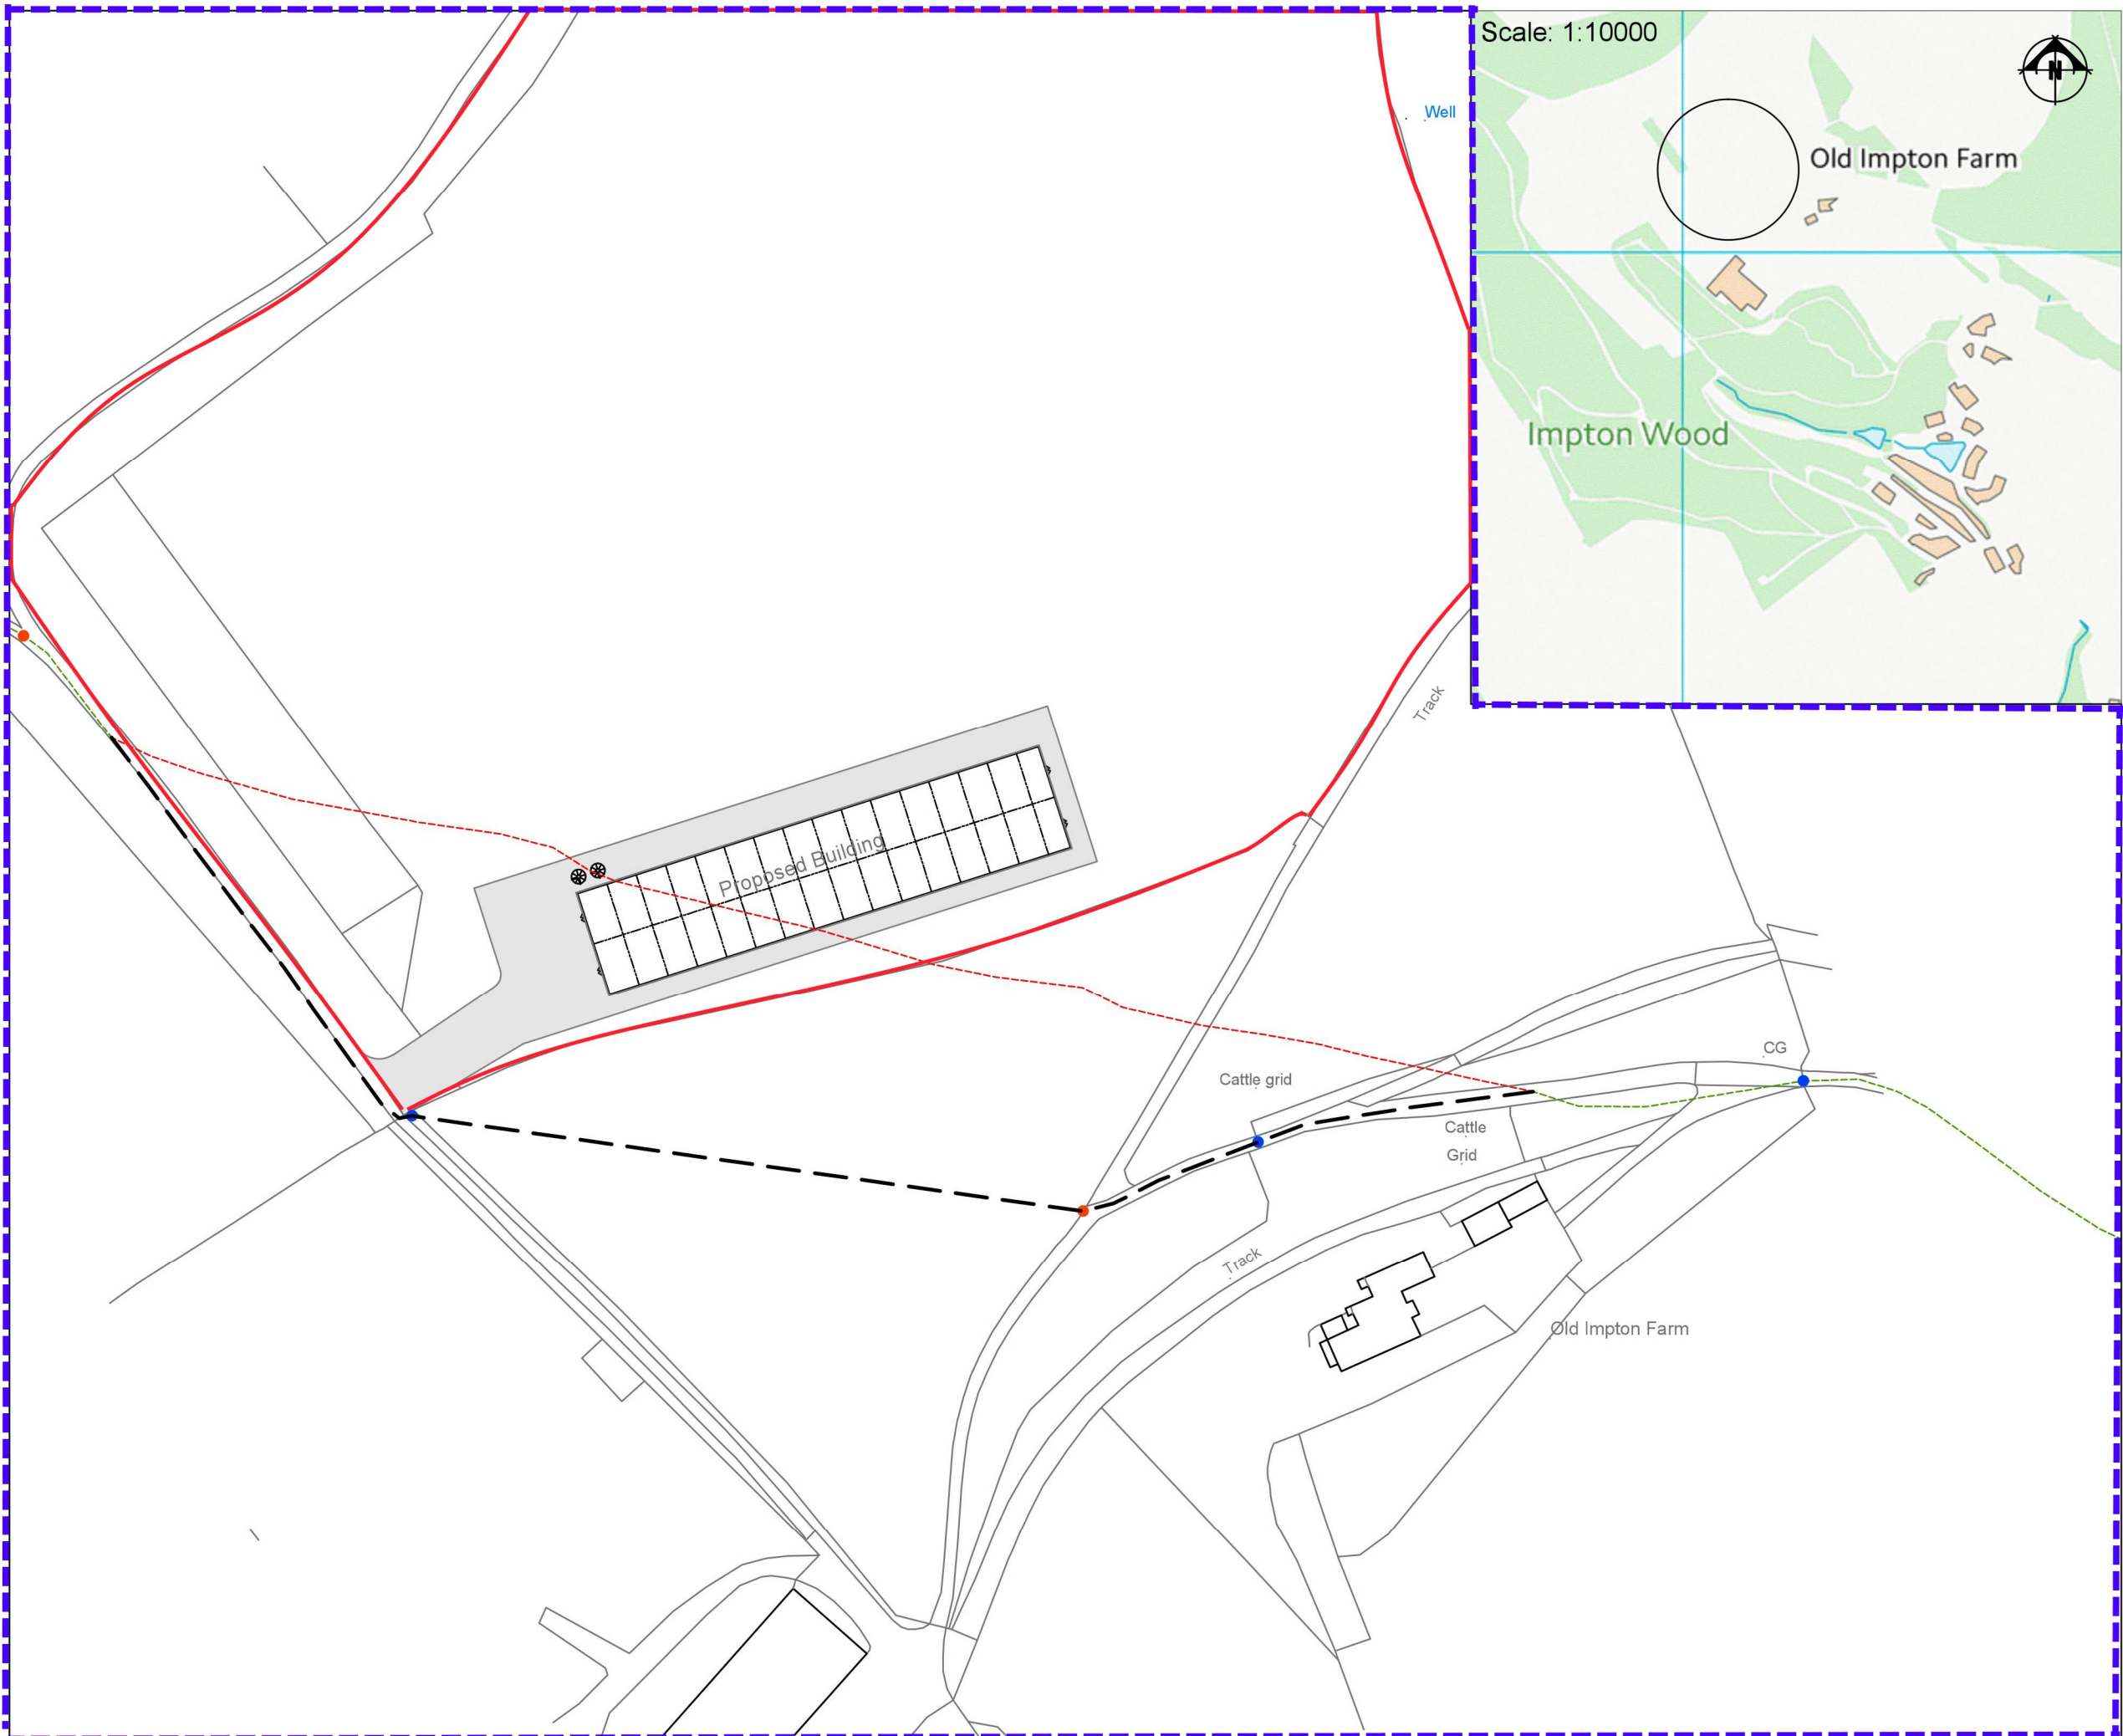 Scale: 1:10000
N
Well
Old Impton Farm
Impton Wood
Track
Proposed Building
CG
Cattle grid
Cattle
Grid
Track
Old Impton Farm